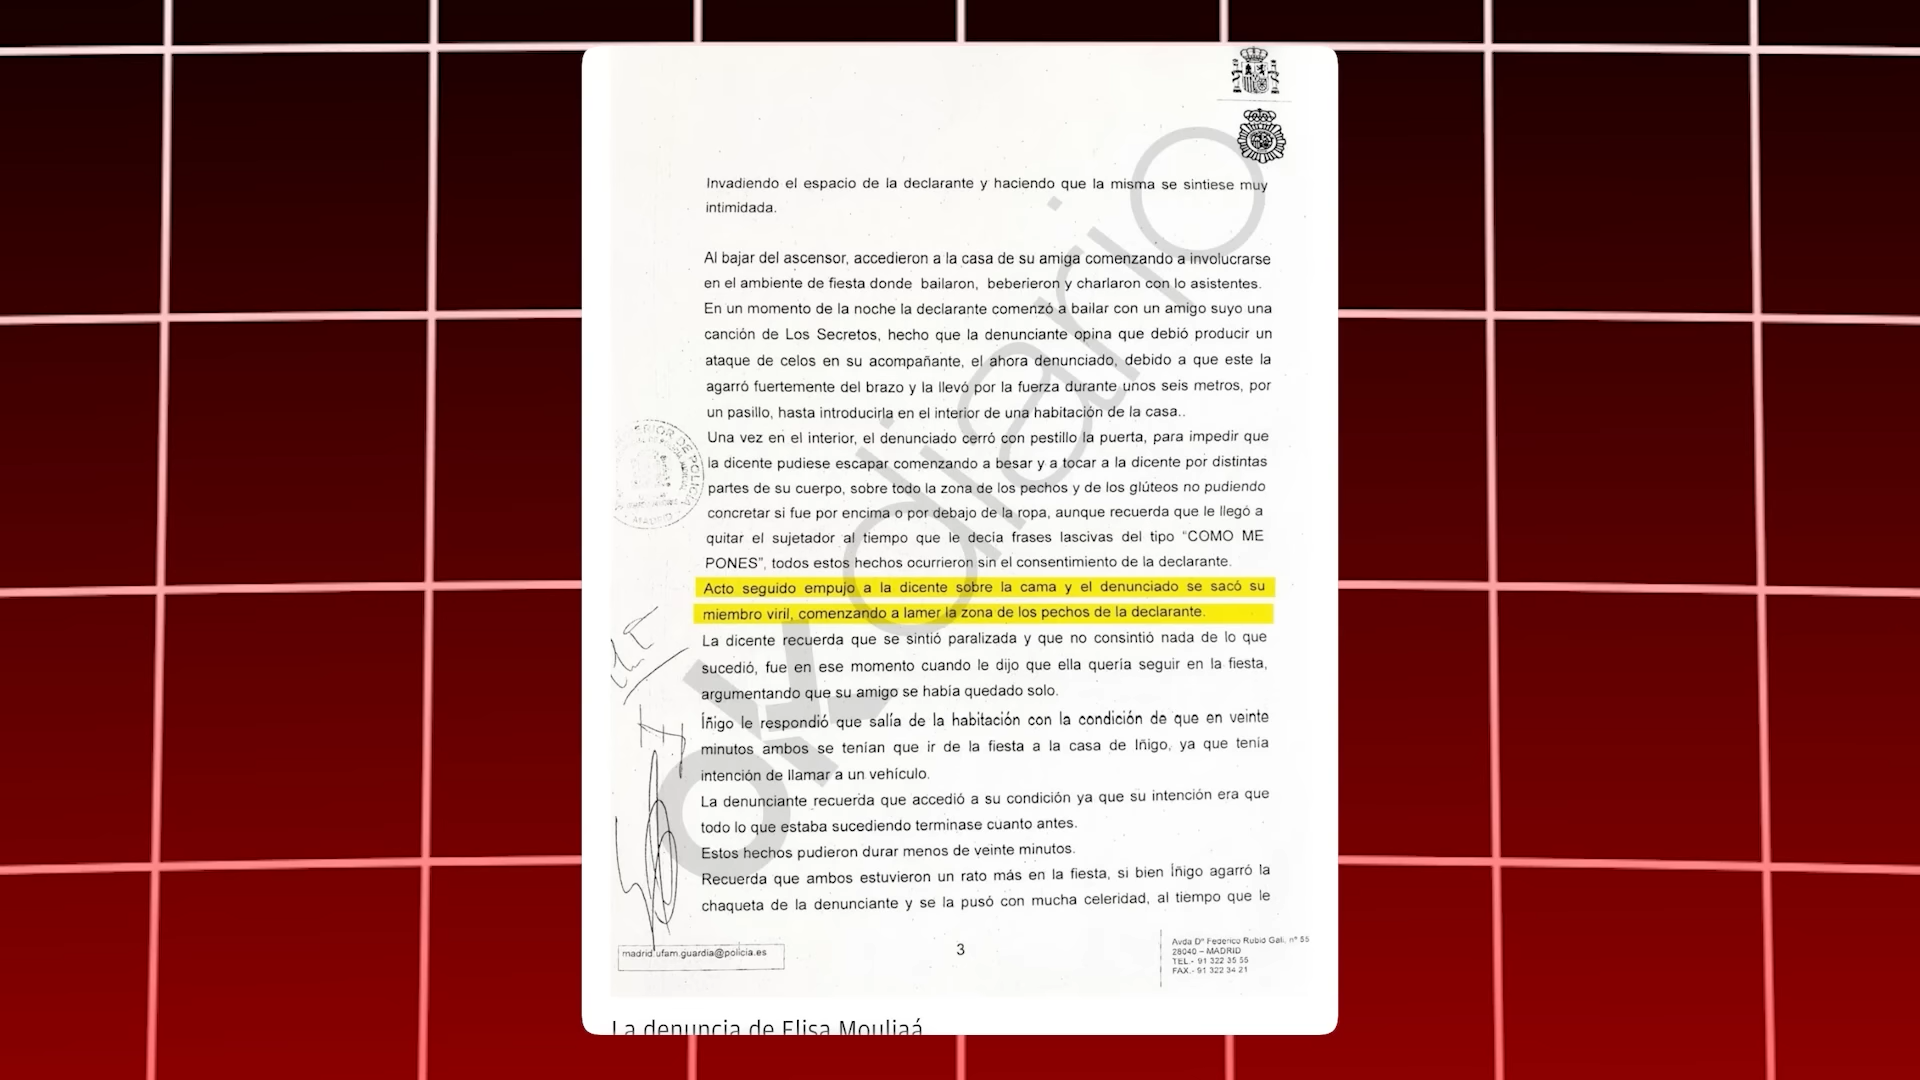 Invadiendo el espacio de la declarante y haciendo que la misma se sintiese muy
intimidada.
Al bajar del ascensor, accedieron a la casa de su amiga comenzando a involucrarse
en el ambiente de fiesta donde bailaron, beberieron y charlaron con lo asistentes.
En un momento de la noche la declarante comenzó a bailar con un amigo suyo una
canción de Los Secretos, hecho que la denunciante opina que debió producir un
ataque de celos en su acompañante, el ahora denunciado, debido a que este la
agarró fuertemente del brazo y la llevó por la fuerza durante unos seis metros, por
un pasillo, hasta introducirla en el interior de una habitación de la casa..
Una vez en el interior, el denunciado cerró con pestillo la puerta, para impedir que
la dicente pudiese escapar comenzando a besar y a tocar a la dicente por distintas
partes de su cuerpo, sobre todo la zona de los pechos y de los glúteos no pudiendo
concretar si fue por encima o por debajo de la ropa, aunque recuerda que le llegó a
quitar el sujetador al tiempo que le decía frases lascivas del tipo “COMO ME
PONES”, todos estos hechos ocurrieron sin el consentimiento de la declarante.
Acto seguido empujo a la dicente sobre la cama y el denunciado se sacó su
miembro viril, comenzando a lamer la zona de los pechos de la declarante.
La dicente recuerda que se sintió paralizada y que no consintió nada de lo que
sucedió, fue en ese momento cuando le dijo que ella quería seguir en la fiesta,
argumentando que su amigo se había quedado solo.
Íñigo le respondió que salía de la habitación con la condición de que en veinte
minutos ambos se tenían que ir de la fiesta a la casa de Iñigo, ya que tenía
intención de llamar a un vehículo.
La denunciante recuerda que accedió a su condición ya que su intención era que
todo lo que estaba sucediendo terminase cuanto antes.
Estos hechos pudieron durar menos de veinte minutos.
Recuerda que ambos estuvieron un rato más en la fiesta, si bien Íñigo agarró la
chaqueta de la denunciante y se la pusó con mucha celeridad, al tiempo que le
okdiario
madrid.ufam.guardia@policia.es
3
Avda Dº Federico Rubio Gali, nº 55
28040 – MADRID
TEL.- 91 322 35 55
FAX.- 91 322 34 21
La denuncia de Elisa Mouliaá